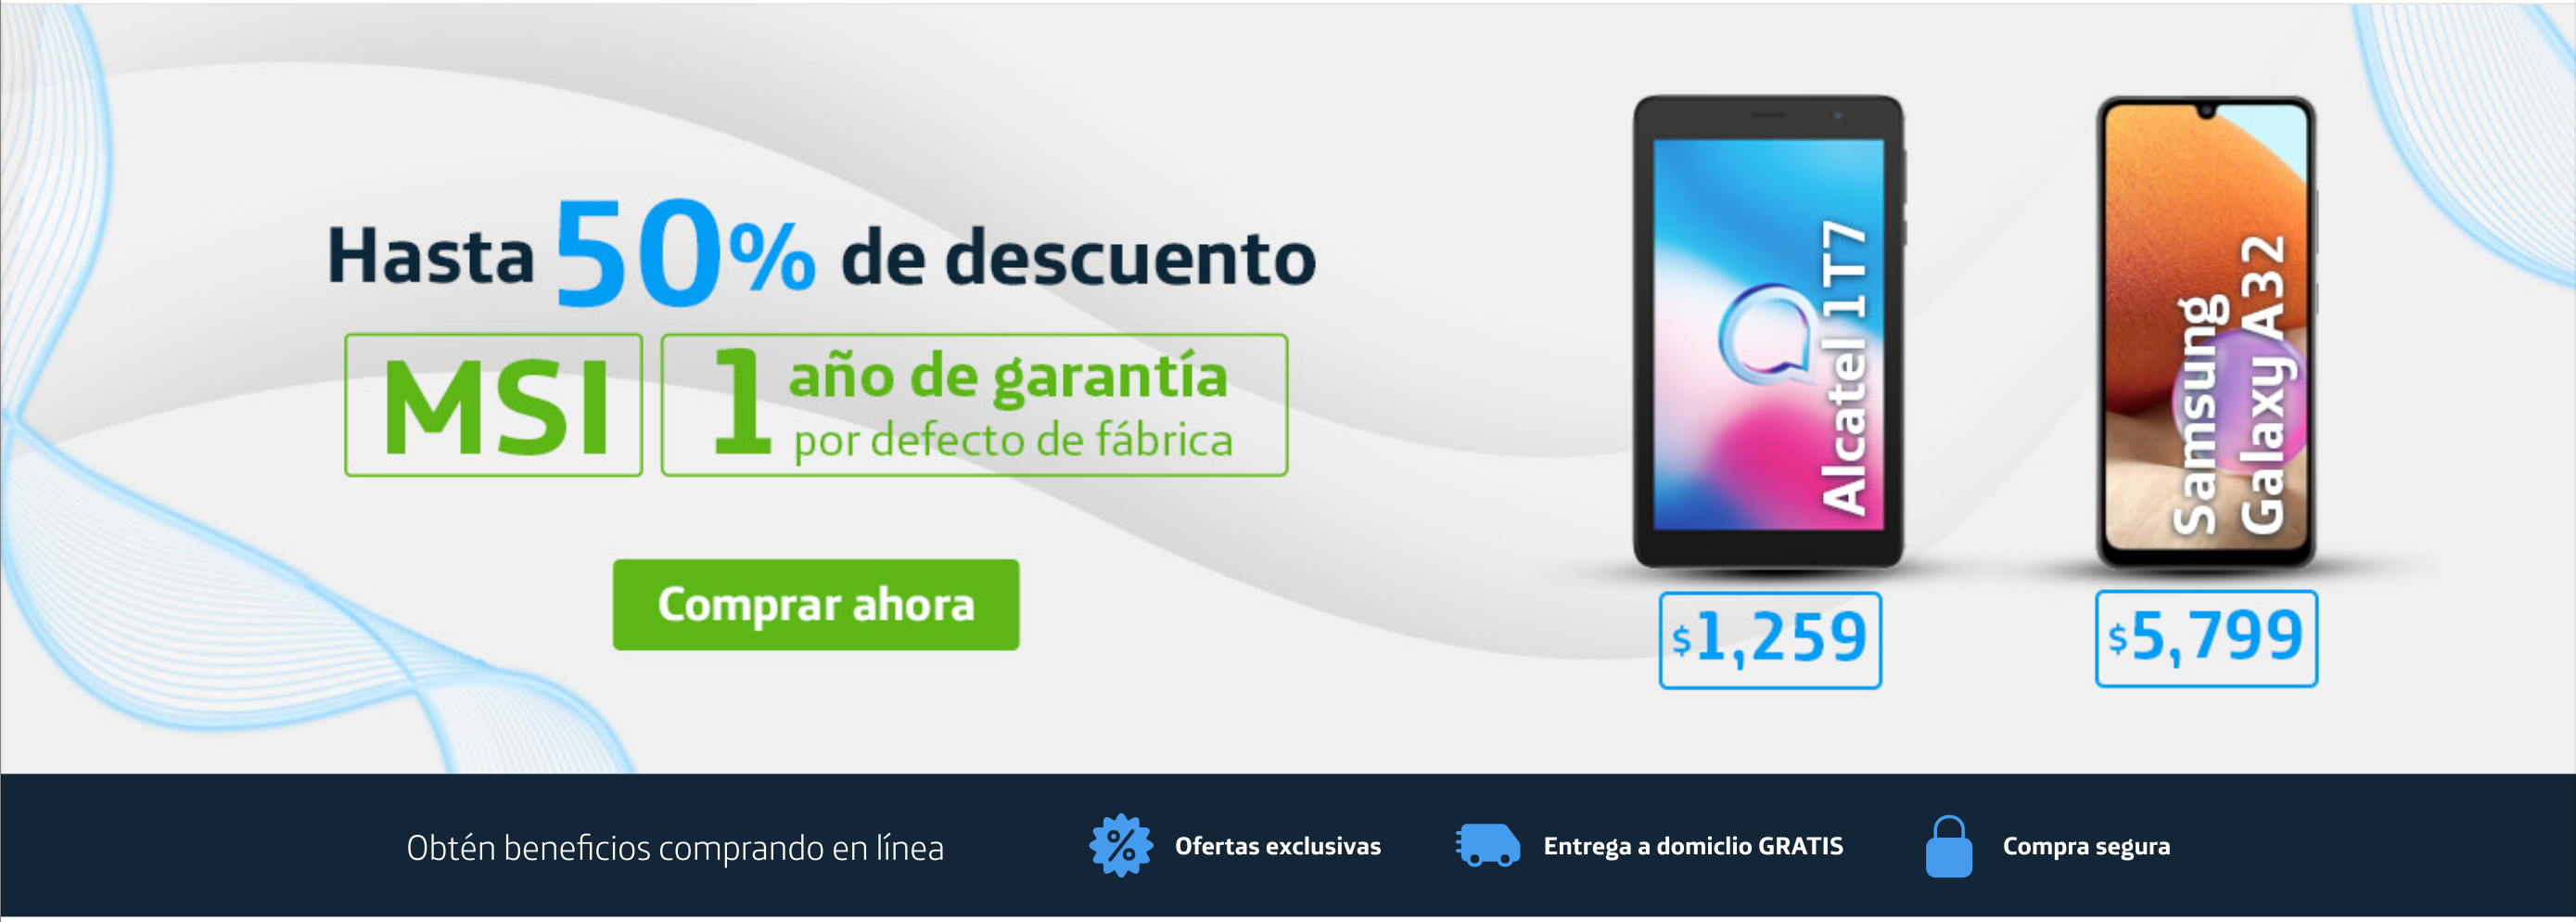 Hasta 50% de descuento
MSI
1 año de garantía
por defecto de fábrica
Comprar ahora
Alcatel 1T7
$1,259
Samsung
Galaxy A32
$5,799
Obtén beneficios comprando en línea
Ofertas exclusivas
Entrega a domiclio GRATIS
Compra segura